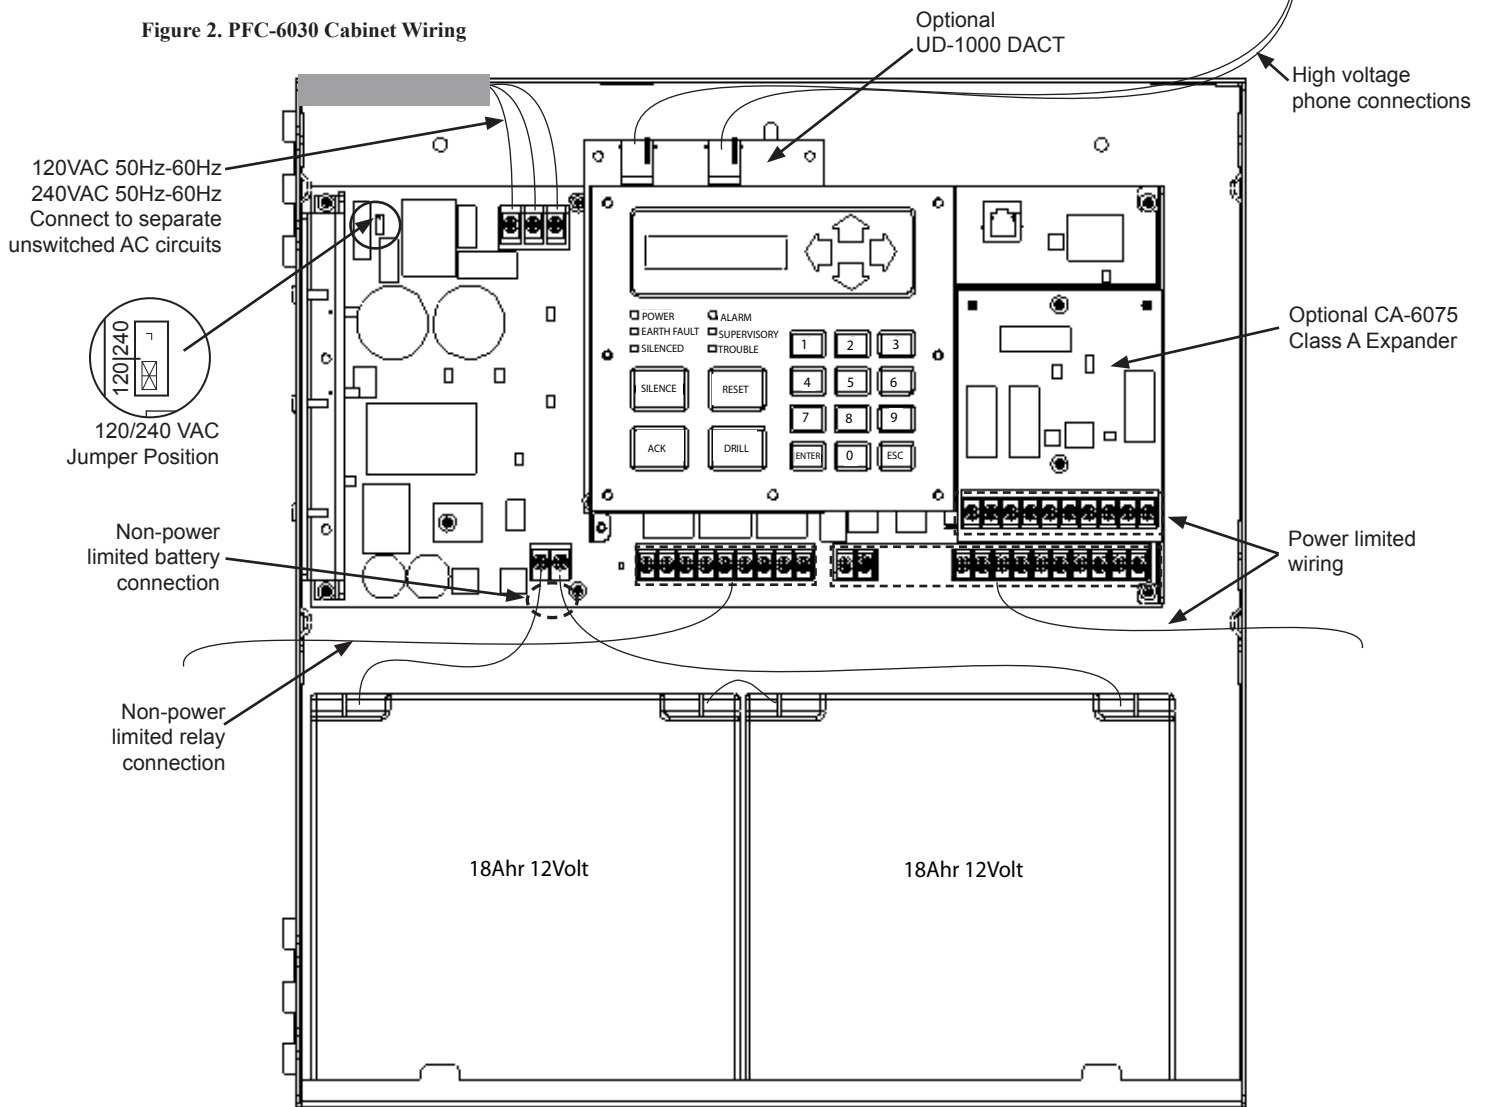 Figure 2. PFC-6030 Cabinet Wiring
Optional
UD-1000 DACT
High voltage
phone connections
120VAC 50Hz-60Hz
240VAC 50Hz-60Hz
Connect to separate
unswitched AC circuits
120|240
120/240 VAC
Jumper Position
POWER
ALARM
EARTH FAULT
SUPERVISORY
SILENCED
TROUBLE
1
2
3
SILENCE
RESET
4
5
6
7
8
9
ACK
DRILL
ENTER
0
ESC
Optional CA-6075
Class A Expander
Non-power
limited battery
connection
Power limited
wiring
Non-power
limited relay
connection
18Ahr 12Volt
18Ahr 12Volt